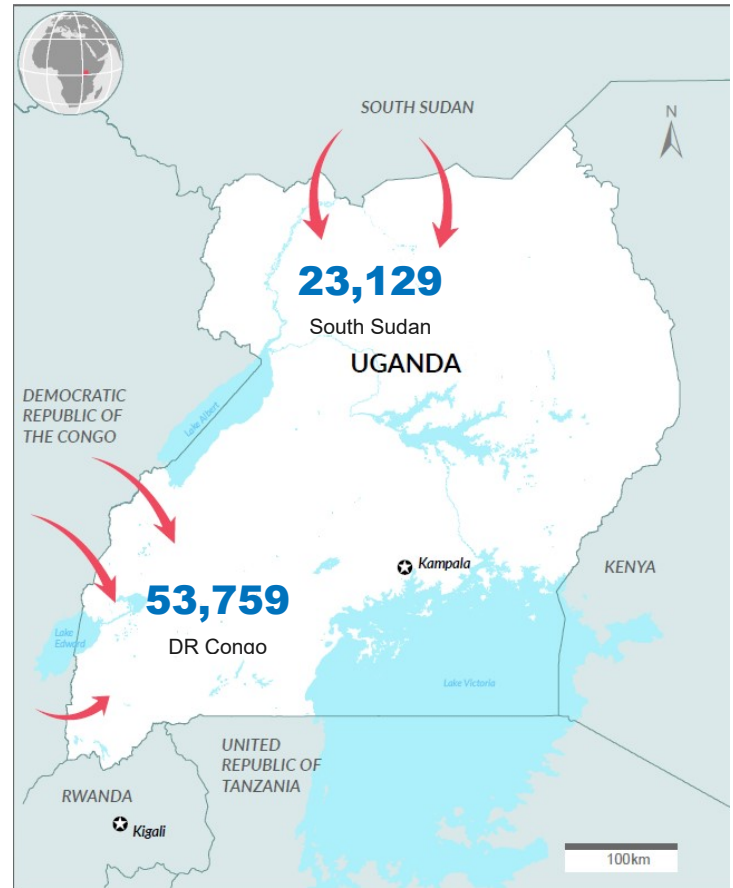 SOUTH SUDAN
N
23,129
South Sudan
UGANDA
DEMOCRATIC
REPUBLIC OF
THE CONGO
Lake Albert
Kampala
KENYA
53,759
Lake
Edward
DR Congo
Lake Victoria
UNITED
REPUBLIC OF
TANZANIA
RWANDA
Kigali
100km